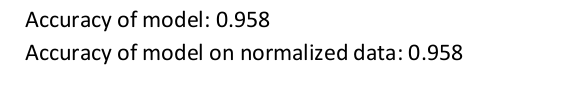 Accuracy of model: 0.958
Accuracy of model on normalized data: 0.958